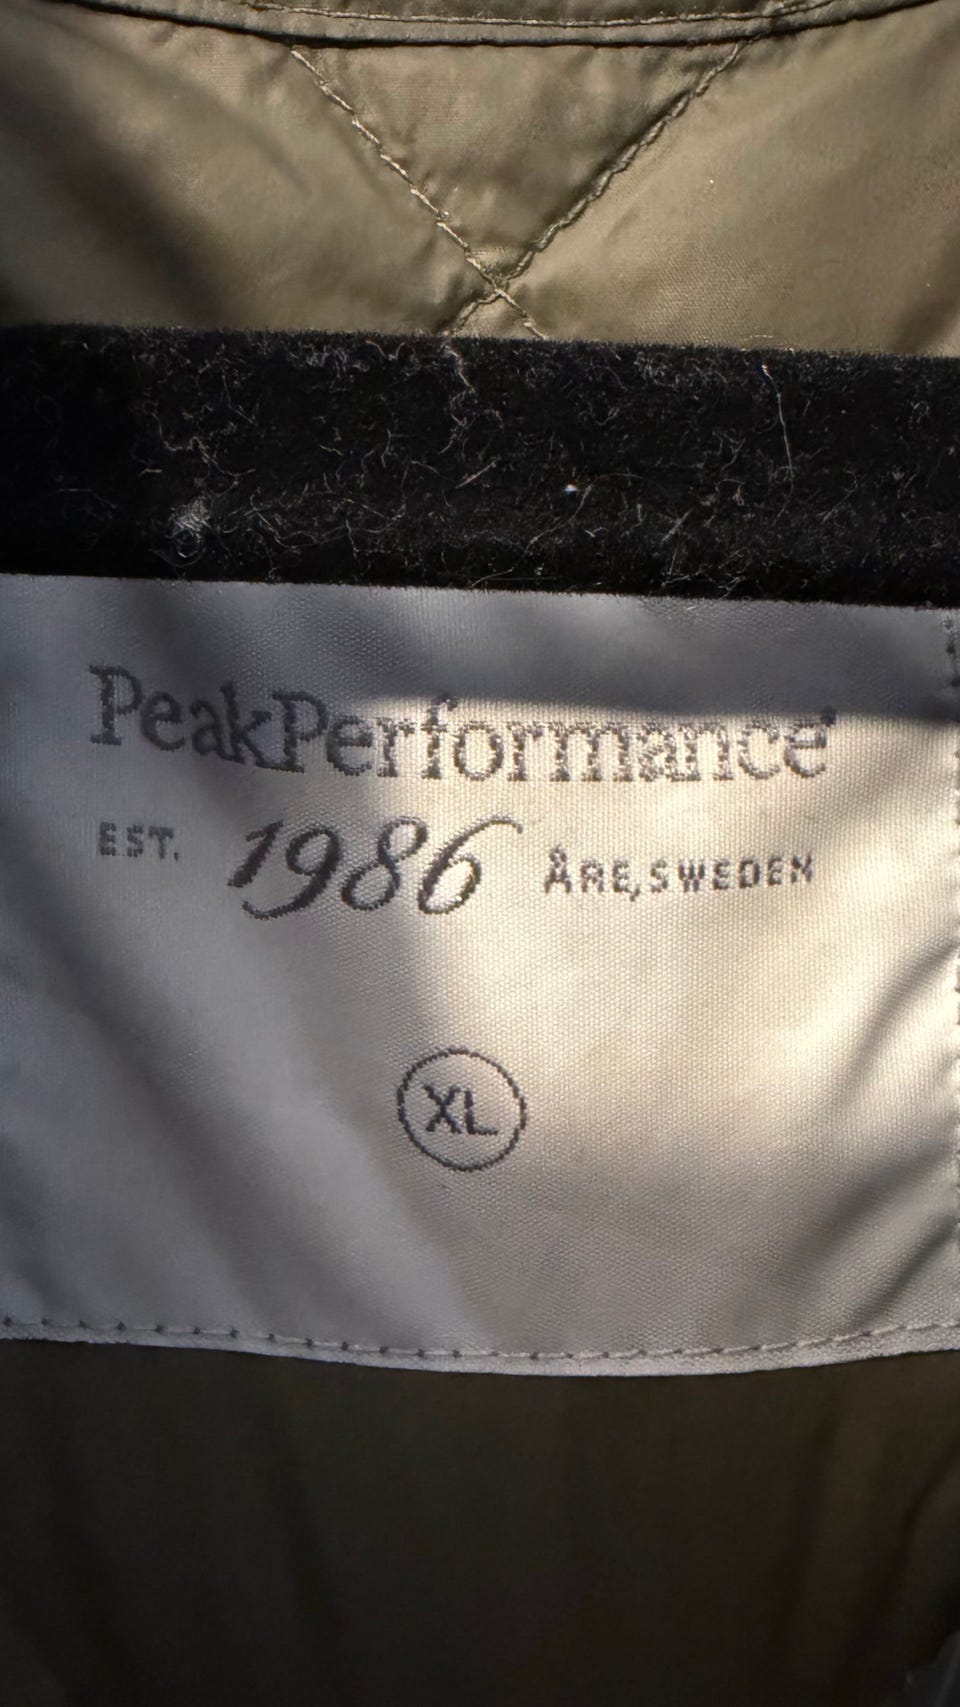 PeakPerformance®
EST. 1986 ÅRE, SWEDEN
XL